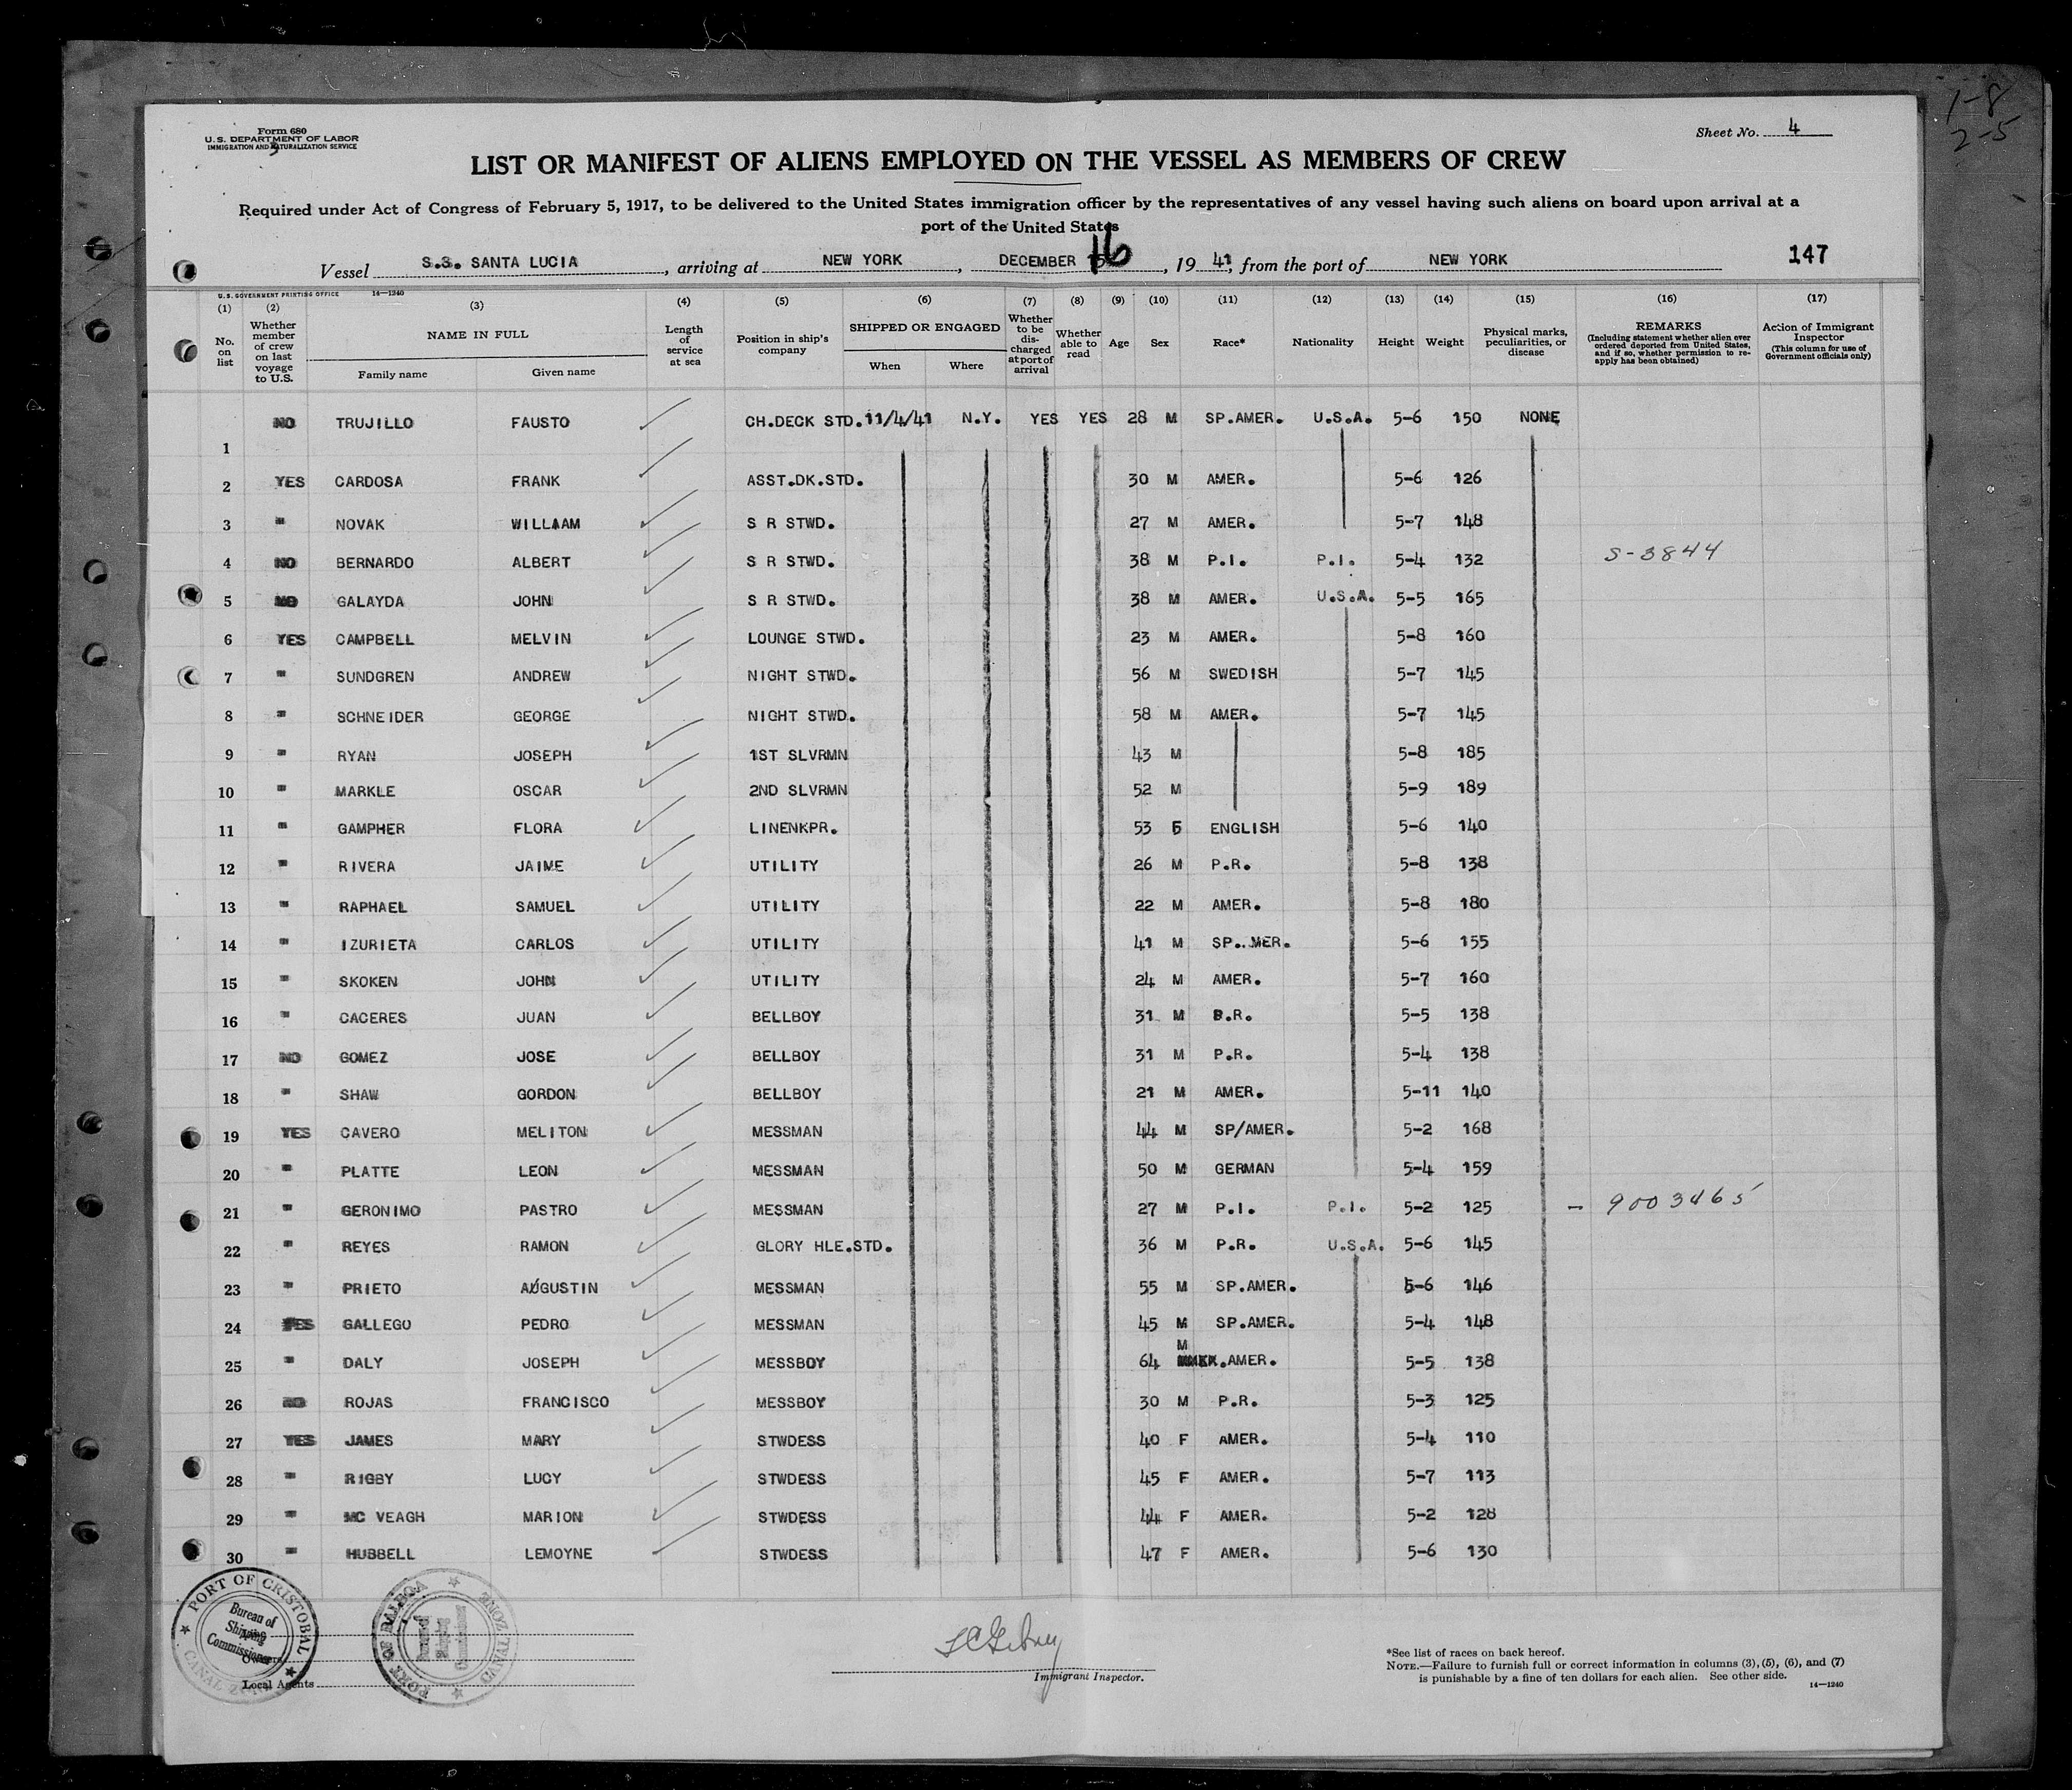 1-8
2-5
Form 680
U.S. DEPARTMENT OF LABOR
IMMIGRATION AND NATURALIZATION SERVICE
Sheet No. 4
LIST OR MANIFEST OF ALIENS EMPLOYED ON THE VESSEL AS MEMBERS OF CREW
Required under Act of Congress of February 5, 1917, to be delivered to the United States immigration officer by the representatives of any vessel having such aliens on board upon arrival at a
port of the United States
Vessel S.S. SANTA LUCIA, arriving at NEW YORK, DECEMBER 16, 1941, from the port of NEW YORK 147
U.S. GOVERNMENT PRINTING OFFICE 14—1240
(1) No. on list
(2) Whether member of crew on last voyage to U.S.
(3) NAME IN FULL Family name Given name
(4) Length of service at sea
(5) Position in ship's company
(6) SHIPPED OR ENGAGED When Where
(7) Whether to be discharged at port of arrival
(8) Whether able to read
(9) Age
(10) Sex
(11) Race*
(12) Nationality
(13) Height
(14) Weight
(15) Physical marks, peculiarities, or disease
(16) REMARKS (Including statement whether alien ever ordered deported from United States, and if so, whether permission to re-apply has been obtained)
(17) Action of Immigrant Inspector (This column for use of Government officials only)
1 NO TRUJILLO FAUSTO CH.DECK STD. 11/4/41 N.Y. YES YES 28 M SP.AMER. U.S.A. 5-6 150 NONE
2 YES CARDOSA FRANK ASST.DK.STD. 30 M AMER. 5-6 126
3 " NOVAK WILLAAM S R STWD. 27 M AMER. 5-7 148
4 NO BERNARDO ALBERT S R STWD. 38 M P.I. P.I. 5-4 132 S-3844
5 NO GALAYDA JOHN S R STWD. 38 M AMER. U.S.A. 5-5 165
6 YES CAMPBELL MELVIN LOUNGE STWD. 23 M AMER. 5-8 160
7 " SUNDGREN ANDREW NIGHT STWD. 56 M SWEDISH 5-7 145
8 " SCHNEIDER GEORGE NIGHT STWD. 58 M AMER. 5-7 145
9 " RYAN JOSEPH 1ST SLVRMN 43 M 5-8 185
10 " MARKLE OSCAR 2ND SLVRMN 52 M 5-9 189
11 " GAMPHER FLORA LINENKPR. 53 F ENGLISH 5-6 140
12 " RIVERA JAIME UTILITY 26 M P.R. 5-8 138
13 " RAPHAEL SAMUEL UTILITY 22 M AMER. 5-8 180
14 " IZURIETA CARLOS UTILITY 41 M SP..MER. 5-6 155
15 " SKOKEN JOHN UTILITY 24 M AMER. 5-7 160
16 " CACERES JUAN BELLBOY 31 M P.R. 5-5 138
17 NO GOMEZ JOSE BELLBOY 31 M P.R. 5-4 138
18 " SHAW GORDON BELLBOY 21 M AMER. 5-11 140
19 YES CAVERO MELITON MESSMAN 44 M SP/AMER. 5-2 168
20 " PLATTE LEON MESSMAN 50 M GERMAN 5-4 159
21 " GERONIMO PASTRO MESSMAN 27 M P.I. P.I. 5-2 125 - 9003465
22 " REYES RAMON GLORY HLE.STD. 36 M P.R. U.S.A. 5-6 145
23 " PRIETO AUGUSTIN MESSMAN 55 M SP.AMER. 5-6 146
24 YES GALLEGO PEDRO MESSMAN 45 M SP.AMER. 5-4 148
25 " DALY JOSEPH MESSBOY 64 M AMER. 5-5 138
26 NO ROJAS FRANCISCO MESSBOY 30 M P.R. 5-3 125
27 YES JAMES MARY STWDESS 40 F AMER. 5-4 110
28 " RIGBY LUCY STWDESS 45 F AMER. 5-7 113
29 " MC VEAGH MARION STWDESS 44 F AMER. 5-2 128
30 " HUBBELL LEMOYNE STWDESS 47 F AMER. 5-6 130
PORT OF CRISTOBAL
Bureau of
Shipping
Commissioner
CANAL ZONE
PORT OF BALBOA
CANAL ZONE
Owners
Local Agents
Immigrant Inspector.
*See list of races on back hereof.
NOTE.—Failure to furnish full or correct information in columns (3), (5), (6), and (7)
is punishable by a fine of ten dollars for each alien. See other side.
14—1240